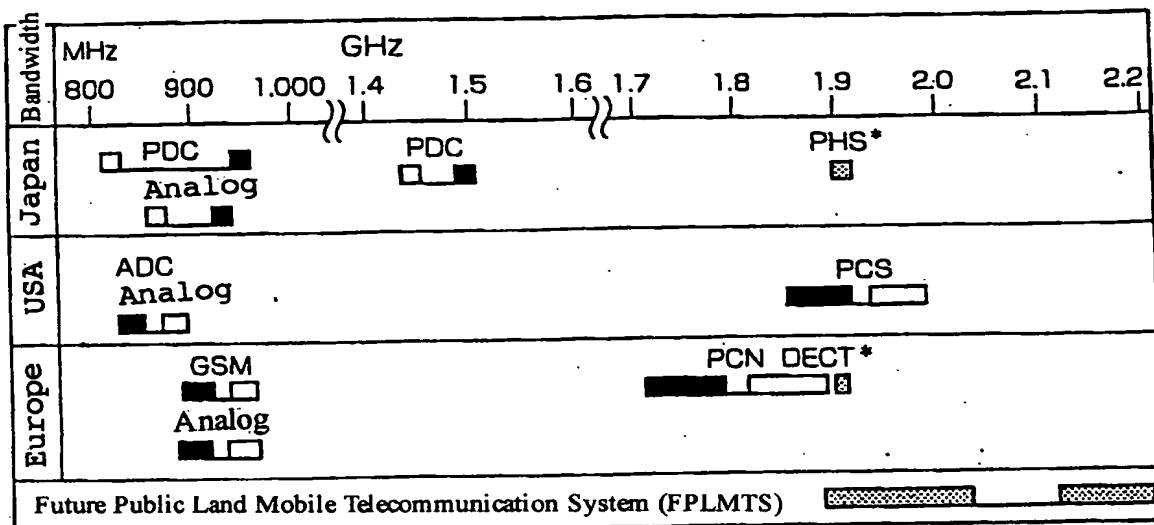 Bandwidth
MHz GHz
800 900 1.000 1.4 1.5 1.6 1.7 1.8 1.9 2.0 2.1 2.2
Japan
PDC PDC PHS*
Analog
USA
ADC
Analog
PCS
Europe
GSM PCN DECT*
Analog
Future Public Land Mobile Telecommunication System (FPLMTS)